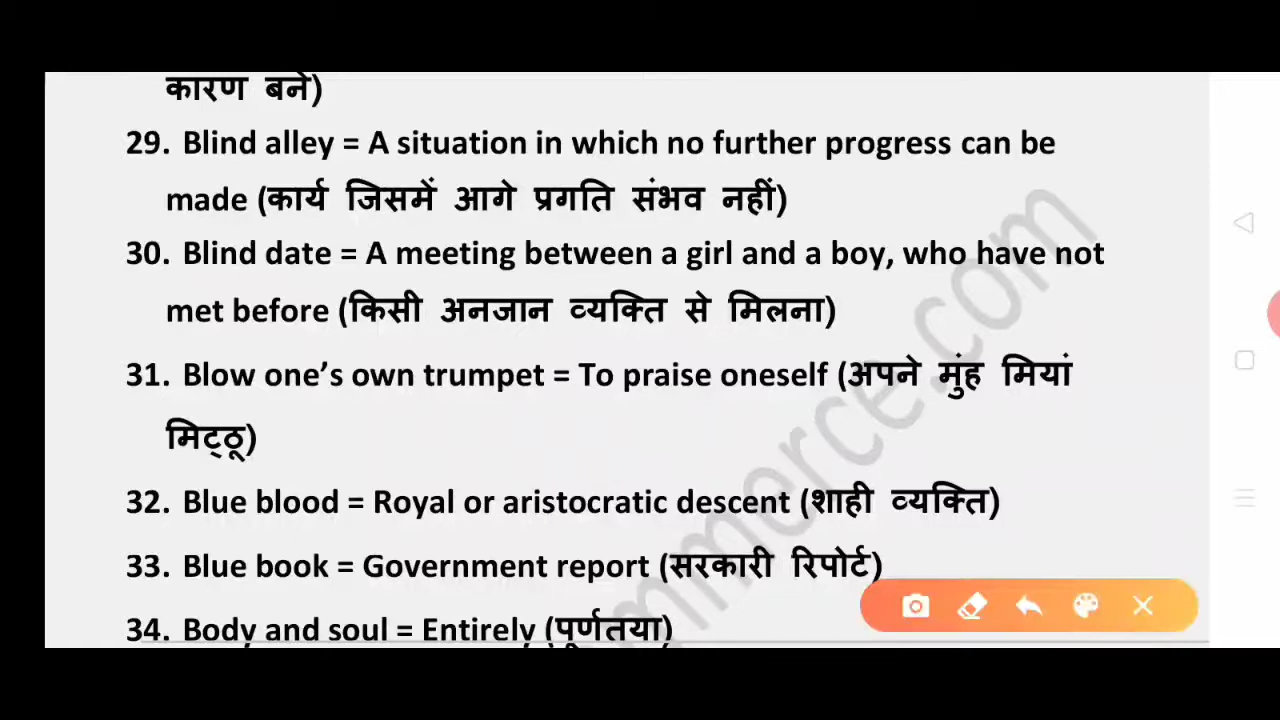 कारण बने)
29. Blind alley = A situation in which no further progress can be
made (कार्य जिसमें आगे प्रगति संभव नहीं)
30. Blind date = A meeting between a girl and a boy, who have not
met before (किसी अनजान व्यक्ति से मिलना)
31. Blow one’s own trumpet = To praise oneself (अपने मुंह मियां
मिट्ठू)
32. Blue blood = Royal or aristocratic descent (शाही व्यक्ति)
33. Blue book = Government report (सरकारी रिपोर्ट)
34. Body and soul = Entirely (पूर्णतया)
mmerce.com